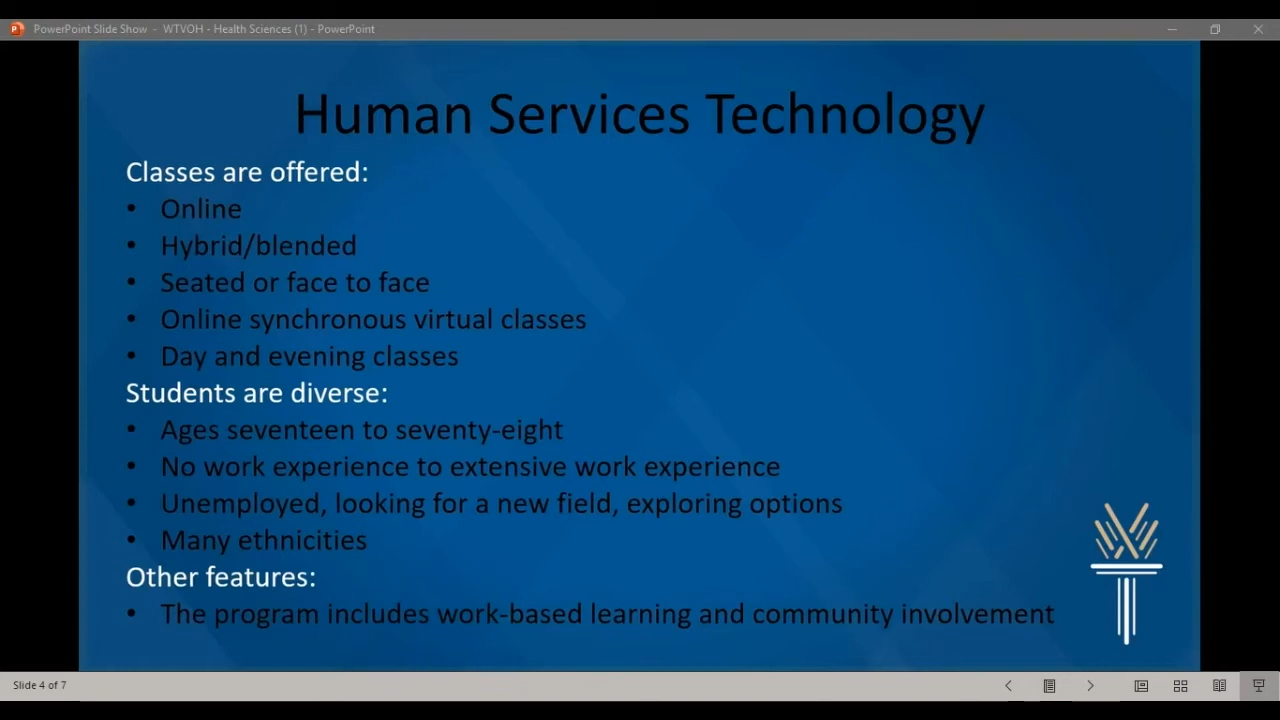 PowerPoint Slide Show - WTVOH - Health Sciences (1) - PowerPoint
Human Services Technology
Classes are offered:
• Online
• Hybrid/blended
• Seated or face to face
• Online synchronous virtual classes
• Day and evening classes
Students are diverse:
• Ages seventeen to seventy-eight
• No work experience to extensive work experience
• Unemployed, looking for a new field, exploring options
• Many ethnicities
Other features:
• The program includes work-based learning and community involvement
Slide 4 of 7